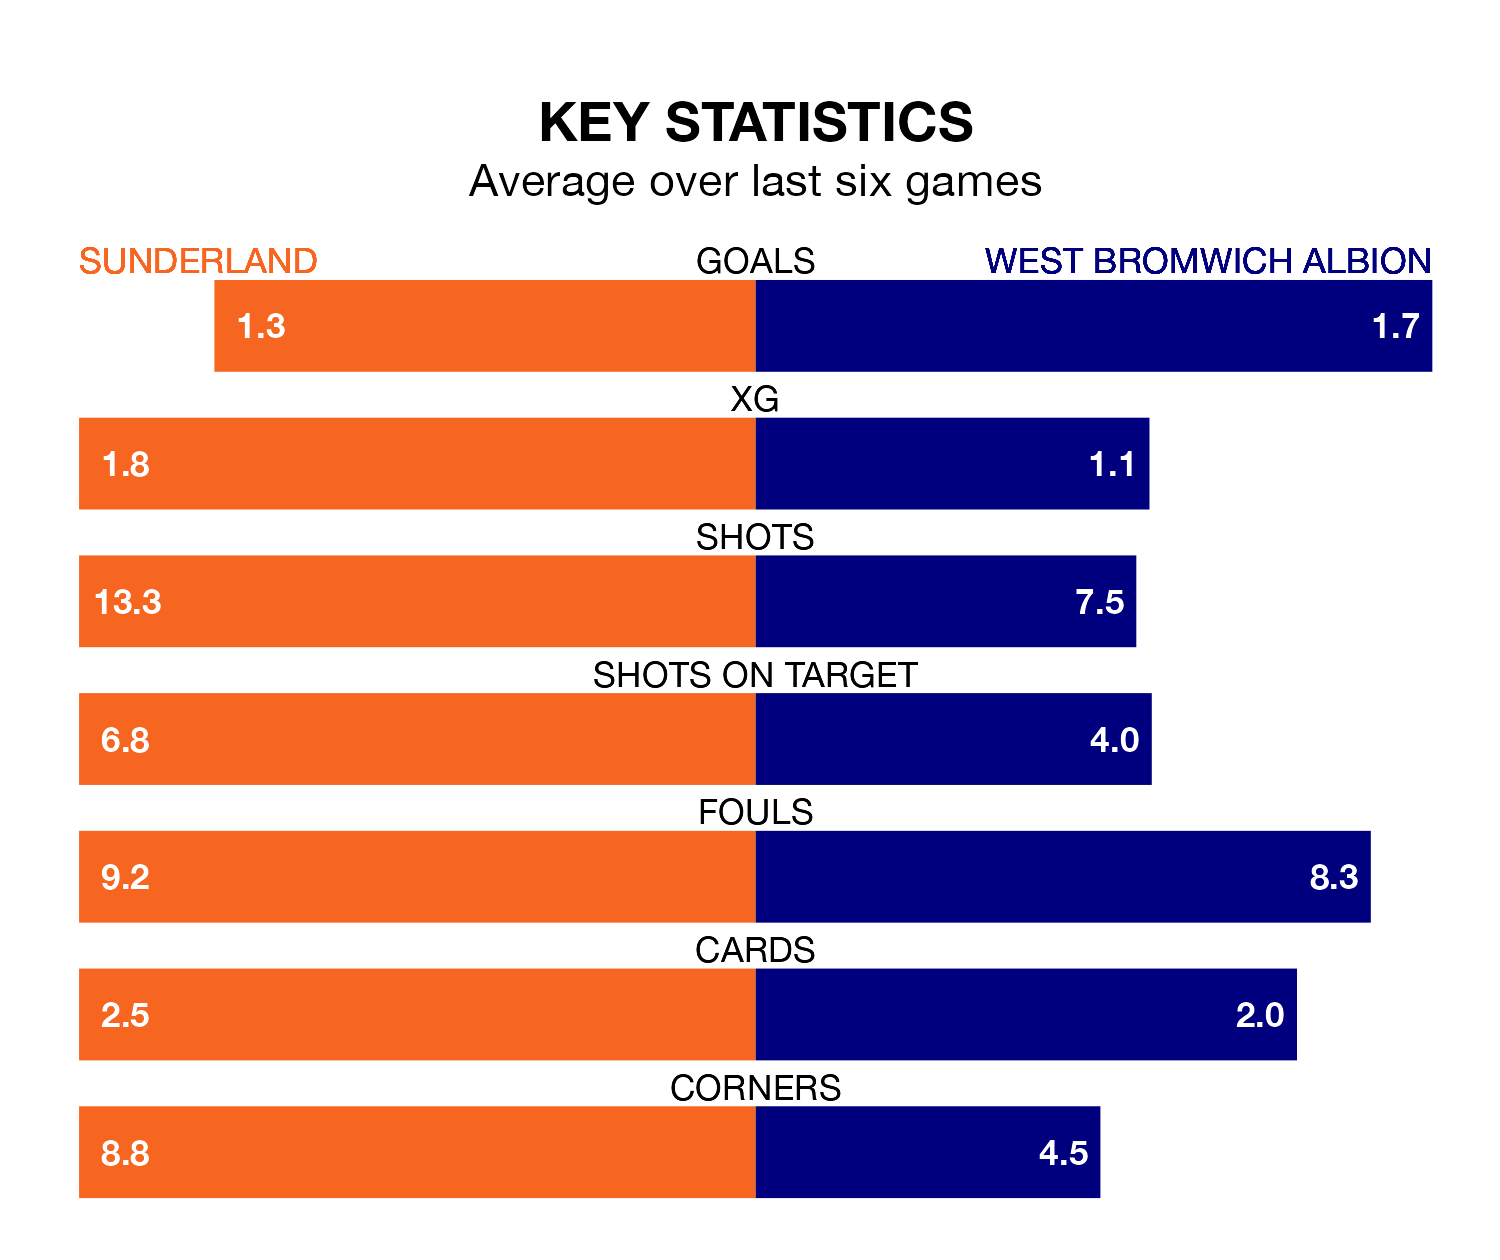 KEY STATISTICS
Average over last six games
SUNDERLAND GOALS WEST BROMWICH ALBION
1.3 1.7
XG
1.8 1.1
SHOTS
13.3 7.5
SHOTS ON TARGET
6.8 4.0
FOULS
9.2 8.3
CARDS
2.5 2.0
CORNERS
8.8 4.5